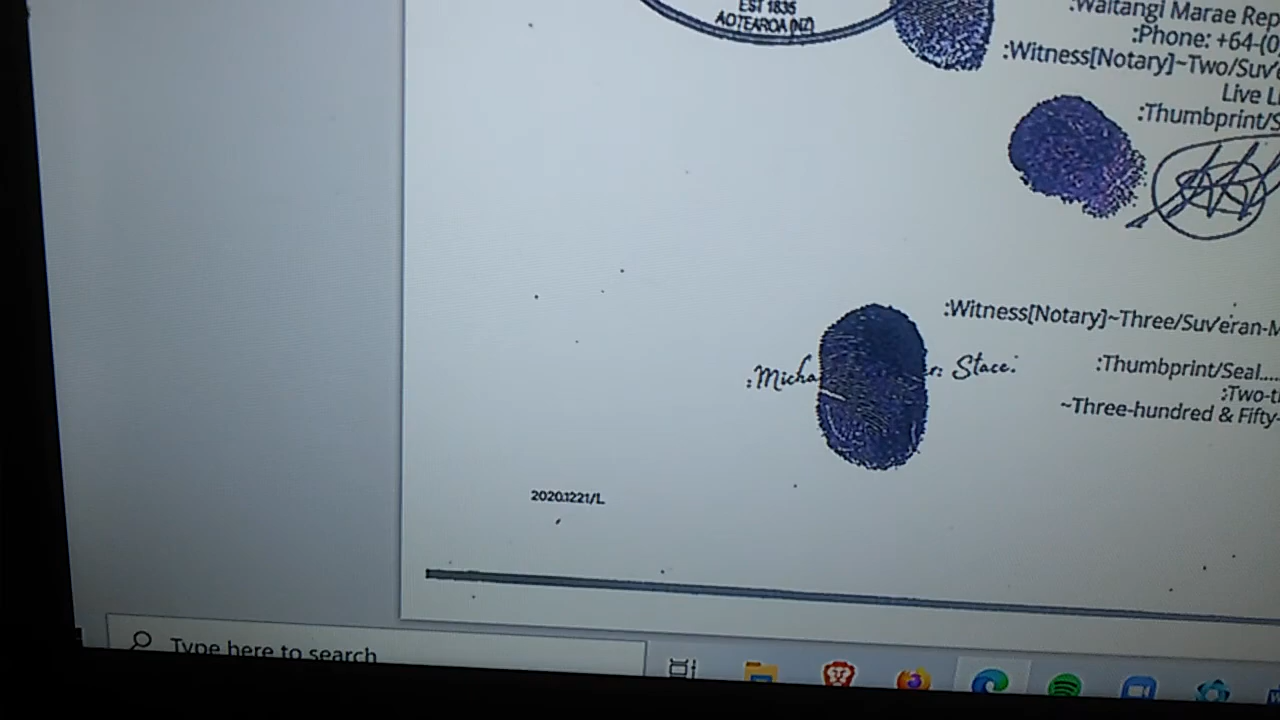 EST 1835
AOTEAROA (NZ)
:Waitangi Marae Rep
:Phone: +64-(0
:Witness[Notary]~Two/Suv'e
Live Li
:Thumbprint/S
:Witness[Notary]~Three/Suv'eran-M
:Micha r: Stace:
:Thumbprint/Seal.....
:Two-t
~Three-hundred & Fifty-
2020.1221/L
Type here to search